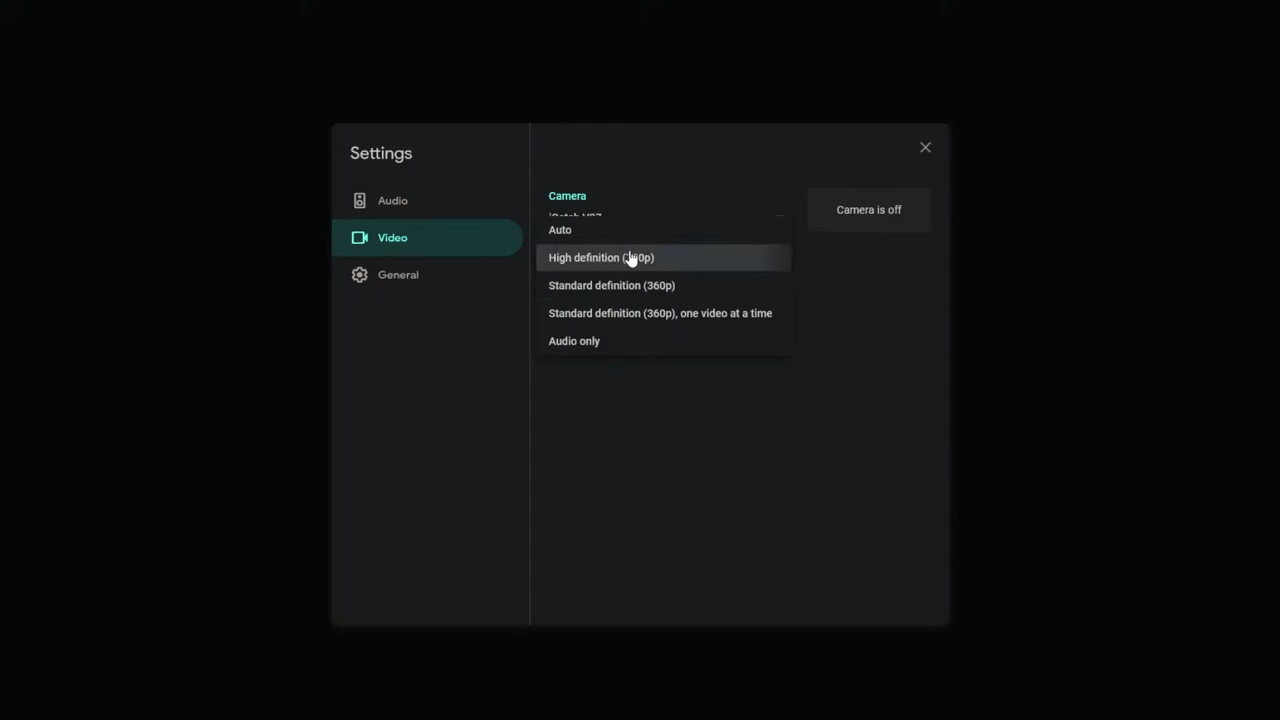 Settings
Audio
Video
General
Camera
Auto
High definition
Standard definition (360p)
Standard definition (360p), one video at a time
Audio only
Camera is off